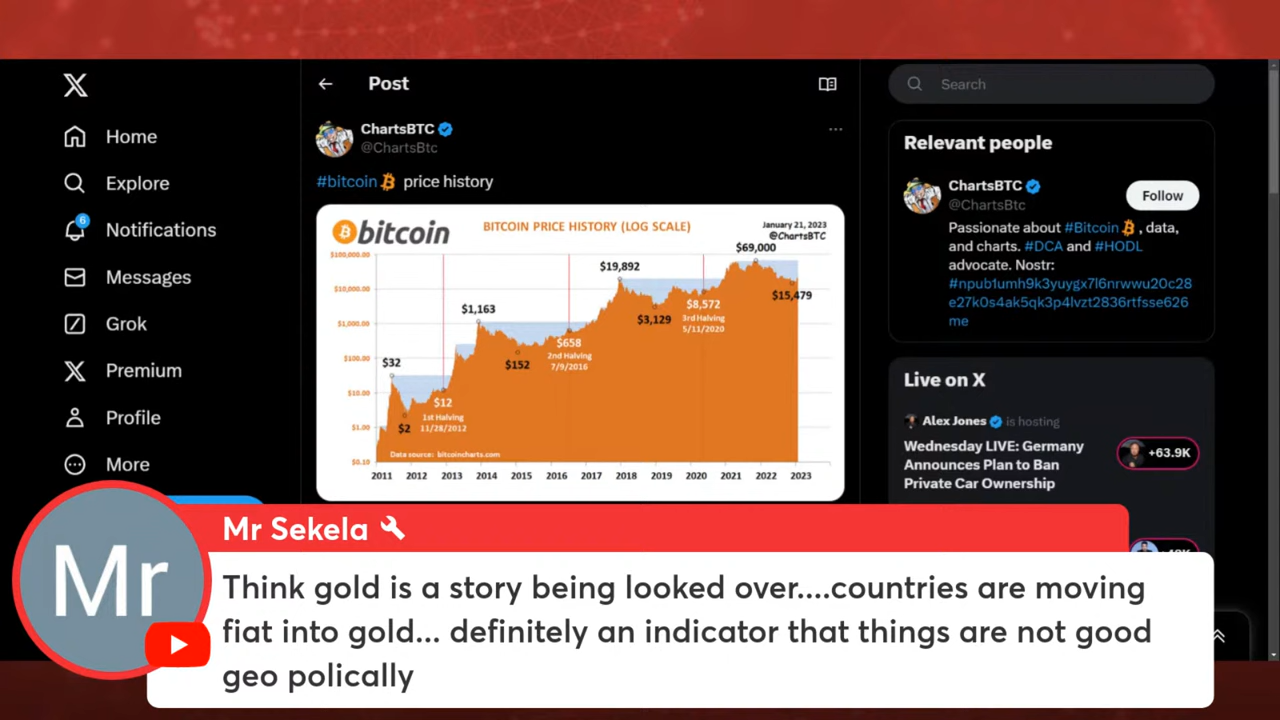 Home
Explore
6
Notifications
Messages
Grok
Premium
Profile
More
Post
ChartsBTC
@ChartsBtc
#bitcoin price history
bitcoin
BITCOIN PRICE HISTORY (LOG SCALE)
January 21, 2023
@ChartsBTC
$100,000.00
$10,000.00
$1,000.00
$100.00
$10.00
$1.00
$0.10
$32
$2
$12
1st Halving
11/28/2012
$1,163
$152
$658
2nd Halving
7/9/2016
$19,892
$3,129
$8,572
3rd Halving
5/11/2020
$69,000
$15,479
Data source: bitcoincharts.com
2011 2012 2013 2014 2015 2016 2017 2018 2019 2020 2021 2022 2023
Search
Relevant people
ChartsBTC
@ChartsBtc
Follow
Passionate about #Bitcoin , data,
and charts. #DCA and #HODL
advocate. Nostr:
#npub1umh9k3yuygx7l6nrwwu20c28
e27k0s4ak5qk3p4lvzt2836rtfsse626
me
Live on X
Alex Jones is hosting
Wednesday LIVE: Germany
Announces Plan to Ban
Private Car Ownership
+63.9K
Mr
Mr Sekela
Think gold is a story being looked over....countries are moving
fiat into gold... definitely an indicator that things are not good
geo polically